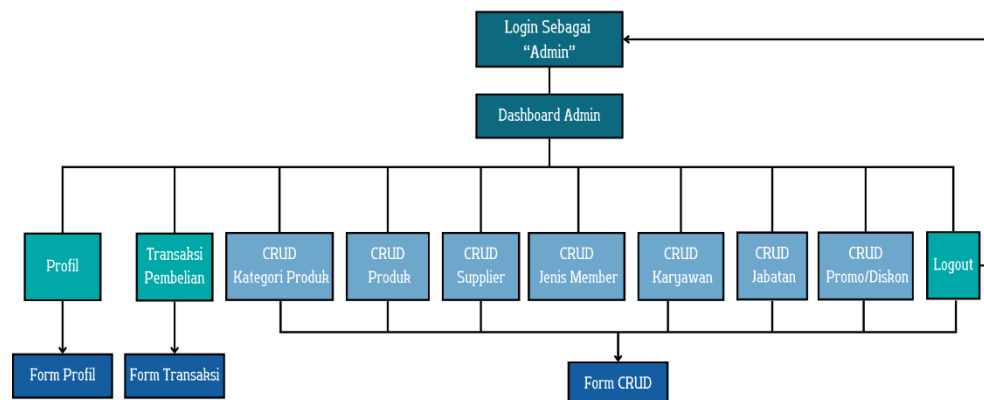 Login Sebagai
“Admin”
Dashboard Admin
Profil
Transaksi
Pembelian
CRUD
Kategori Produk
CRUD
Produk
CRUD
Supplier
CRUD
Jenis Member
CRUD
Karyawan
CRUD
Jabatan
CRUD
Promo/Diskon
Logout
Form Profil
Form Transaksi
Form CRUD